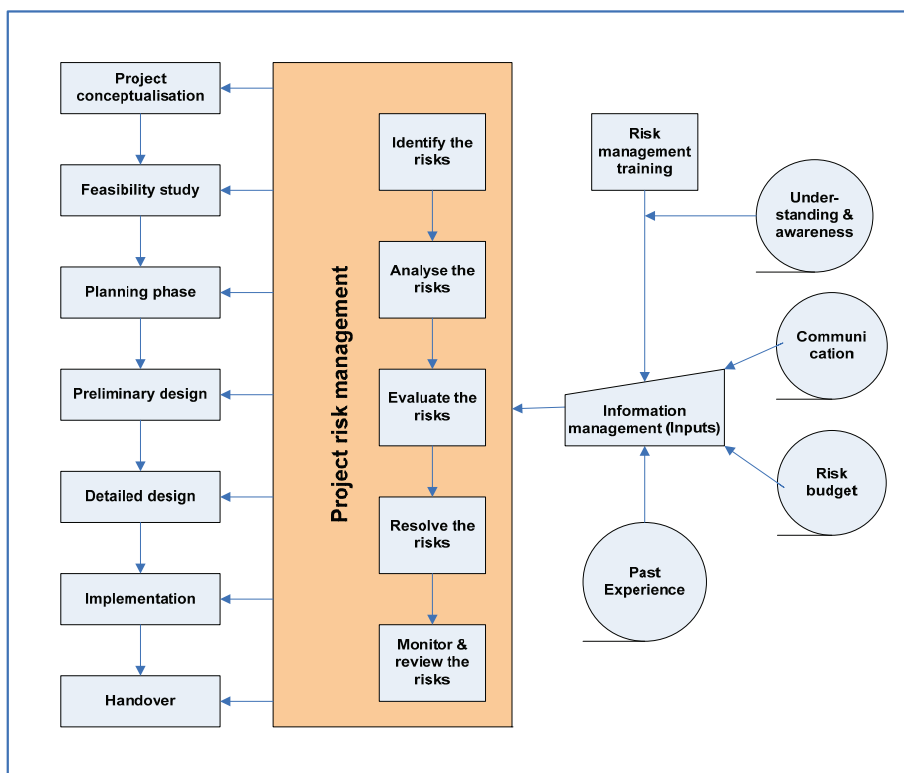 Project
conceptualisation
Feasibility study
Planning phase
Preliminary design
Detailed design
Implementation
Handover
Project risk management
Identify the
risks
Analyse the
risks
Evaluate the
risks
Resolve the
risks
Monitor &
review the
risks
Risk
management
training
Under-
standing &
awareness
Communi
cation
Information
management (Inputs)
Risk
budget
Past
Experience